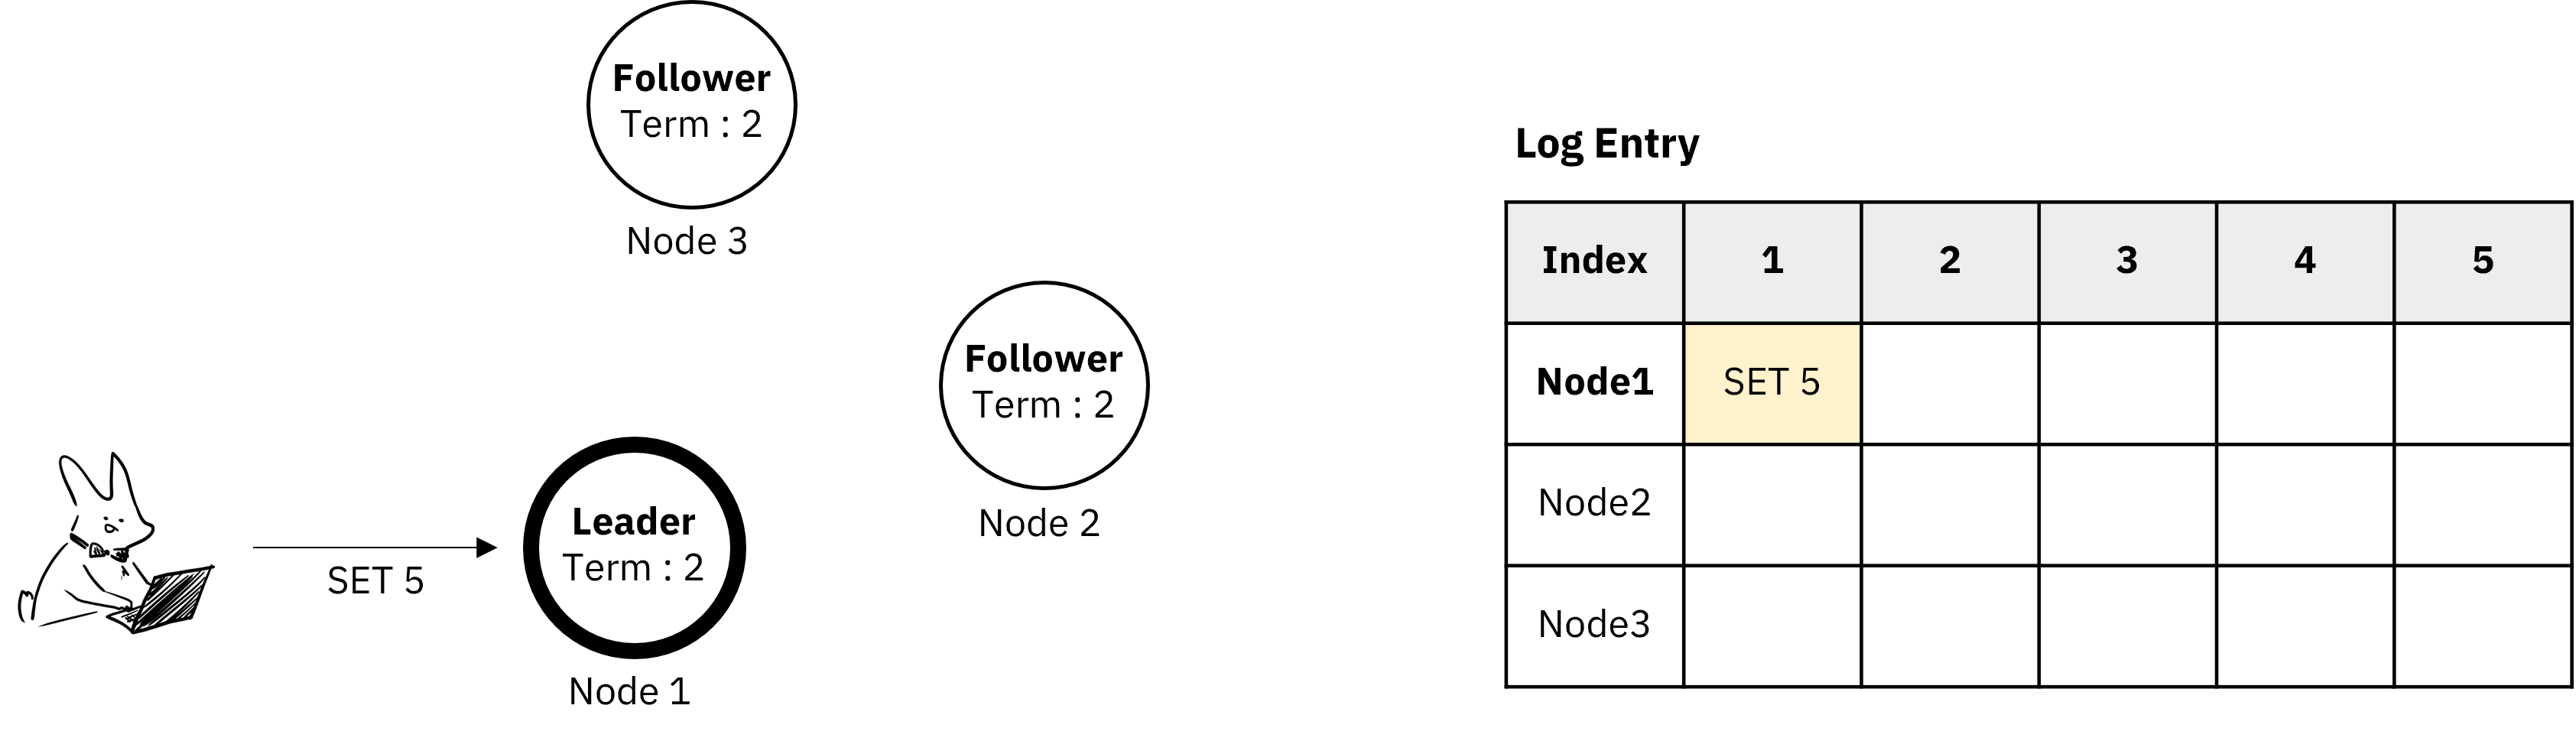 Follower
Term : 2
Node 3
Follower
Term : 2
Node 2
SET 5
Leader
Term : 2
Node 1
Log Entry
Index 1 2 3 4 5
Node1 SET 5
Node2
Node3